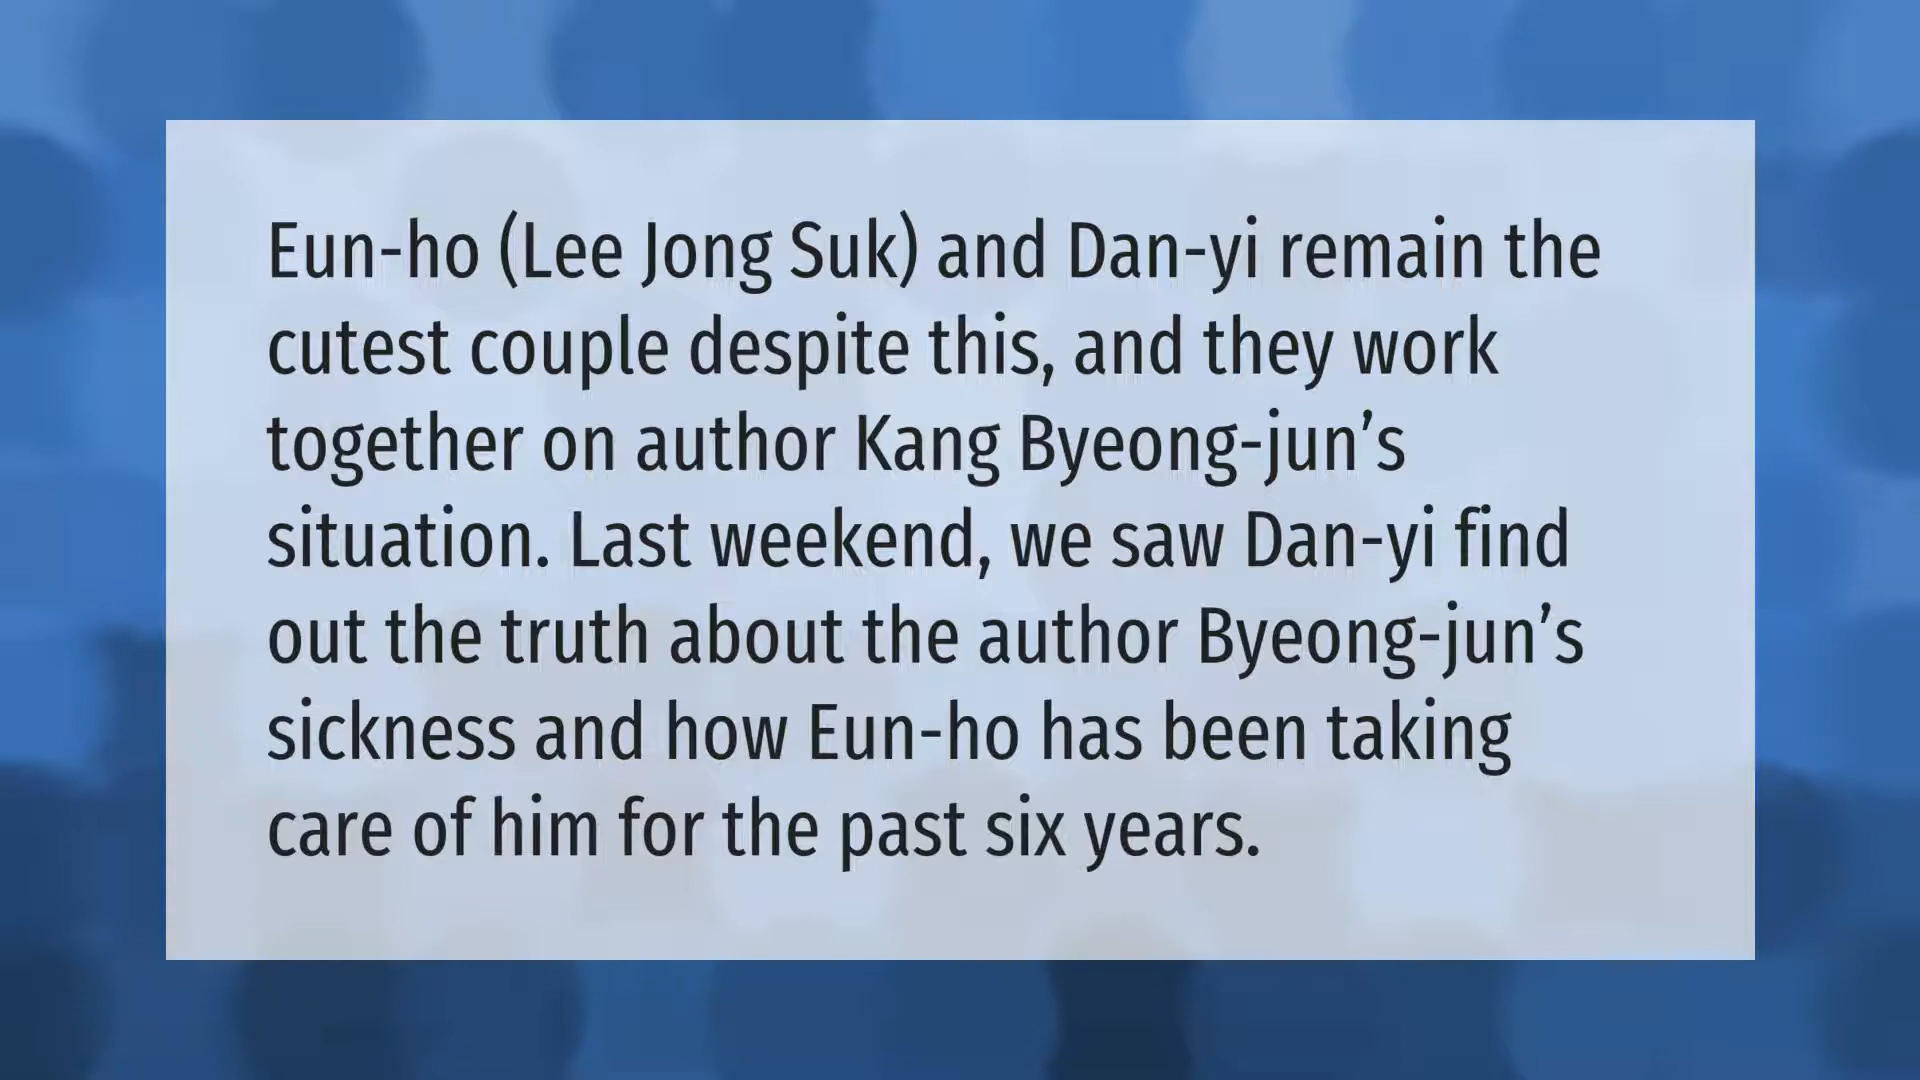 Eun-ho (Lee Jong Suk) and Dan-yi remain the
cutest couple despite this, and they work
together on author Kang Byeong-jun’s
situation. Last weekend, we saw Dan-yi find
out the truth about the author Byeong-jun’s
sickness and how Eun-ho has been taking
care of him for the past six years.